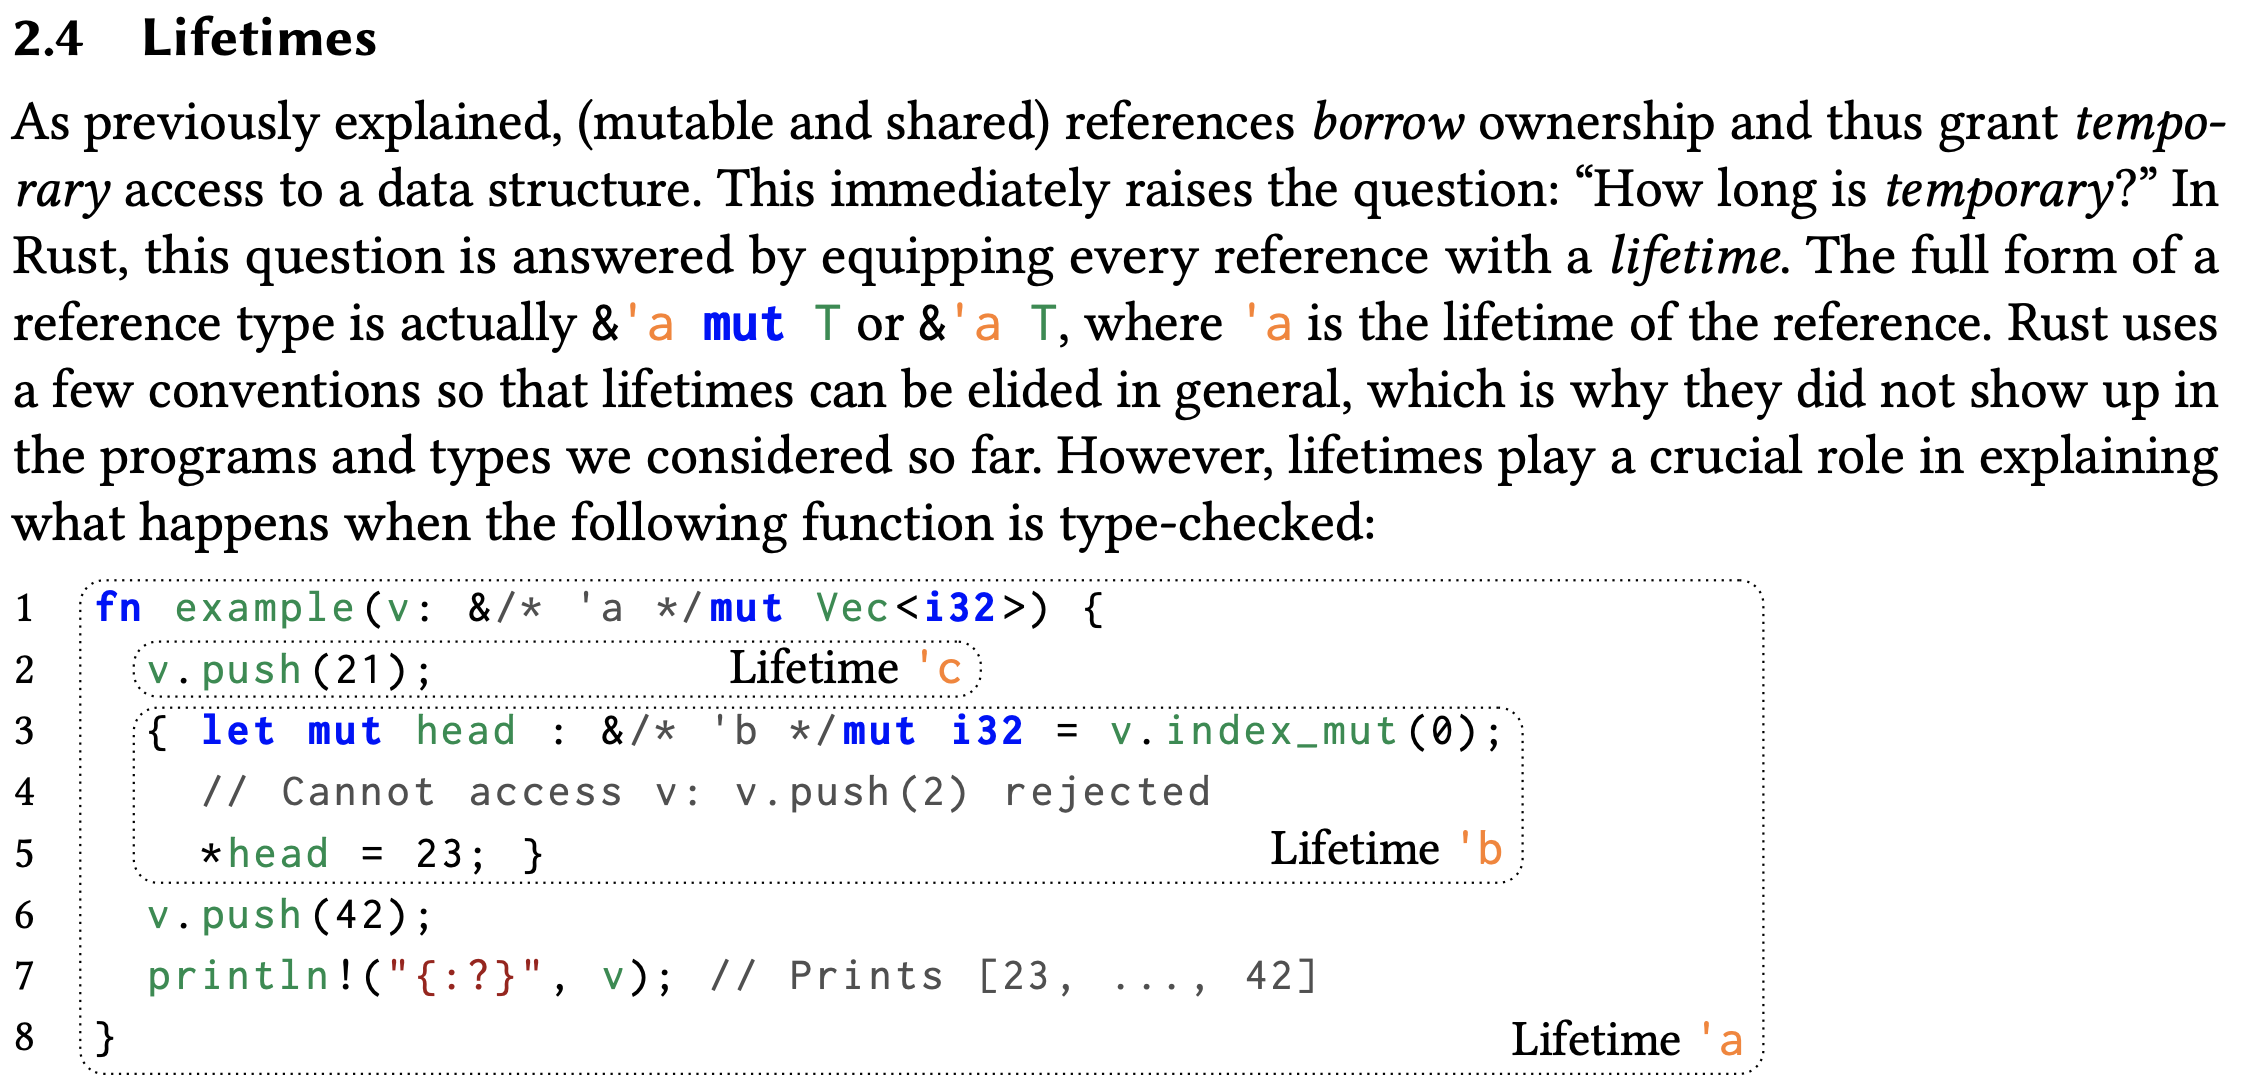 2.4 Lifetimes
As previously explained, (mutable and shared) references borrow ownership and thus grant tempo-
rary access to a data structure. This immediately raises the question: “How long is temporary?” In
Rust, this question is answered by equipping every reference with a lifetime. The full form of a
reference type is actually &'a mut T or &'a T, where 'a is the lifetime of the reference. Rust uses
a few conventions so that lifetimes can be elided in general, which is why they did not show up in
the programs and types we considered so far. However, lifetimes play a crucial role in explaining
what happens when the following function is type-checked:
1 fn example(v: &/* 'a */mut Vec<i32>) {
2 v.push(21); Lifetime 'c
3 { let mut head : &/* 'b */mut i32 = v.index_mut(0);
4 // Cannot access v: v.push(2) rejected
5 *head = 23; } Lifetime 'b
6 v.push(42);
7 println!("{:?}", v); // Prints [23, ..., 42]
8 } Lifetime 'a